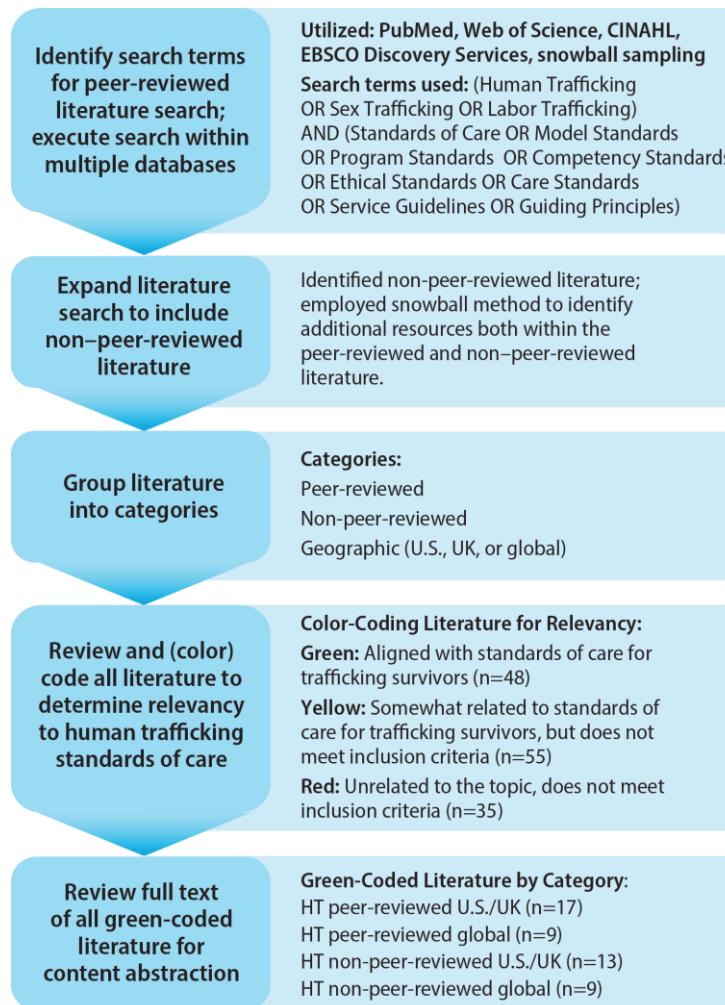 Identify search terms
for peer-reviewed
literature search;
execute search within
multiple databases
Utilized: PubMed, Web of Science, CINAHL,
EBSCO Discovery Services, snowball sampling
Search terms used: (Human Trafficking
OR Sex Trafficking OR Labor Trafficking)
AND (Standards of Care OR Model Standards
OR Program Standards OR Competency Standards
OR Ethical Standards OR Care Standards
OR Service Guidelines OR Guiding Principles)
Expand literature
search to include
non–peer-reviewed
literature
Identified non-peer-reviewed literature;
employed snowball method to identify
additional resources both within the
peer-reviewed and non–peer-reviewed
literature.
Group literature
into categories
Categories:
Peer-reviewed
Non-peer-reviewed
Geographic (U.S., UK, or global)
Review and (color)
code all literature to
determine relevancy
to human trafficking
standards of care
Color-Coding Literature for Relevancy:
Green: Aligned with standards of care for
trafficking survivors (n=48)
Yellow: Somewhat related to standards of
care for trafficking survivors, but does not
meet inclusion criteria (n=55)
Red: Unrelated to the topic, does not meet
inclusion criteria (n=35)
Review full text
of all green-coded
literature for
content abstraction
Green-Coded Literature by Category:
HT peer-reviewed U.S./UK (n=17)
HT peer-reviewed global (n=9)
HT non-peer-reviewed U.S./UK (n=13)
HT non-peer-reviewed global (n=9)